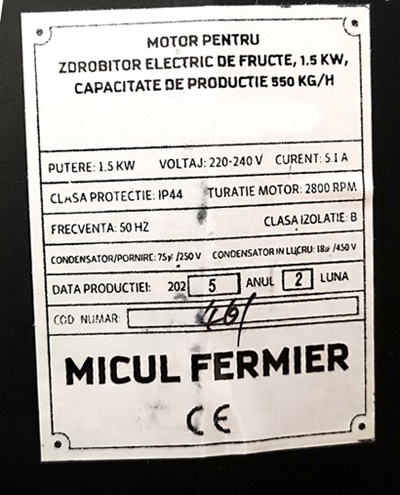 MOTOR PENTRU
ZDROBITOR ELECTRIC DE FRUCTE, 1.5 KW,
CAPACITATE DE PRODUCTIE 550 KG/H
PUTERE: 1.5 KW VOLTAJ: 220-240 V CURENT: 5.1 A
CLASA PROTECTIE: IP44 TURATIE MOTOR: 2800 RPM
FRECVENTA: 50 HZ CLASA IZOLATIE: B
CONDENSATOR/PORNIRE: 75µF /250 V CONDENSATOR IN LUCRU: 18µ /450 V
DATA PRODUCTIEI: 202 5 ANUL 2 LUNA
COD NUMAR:
MICUL FERMIER
CE